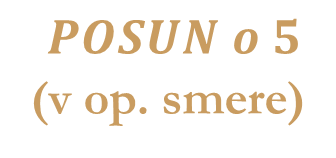 POSUN o 5
(v op. smere)